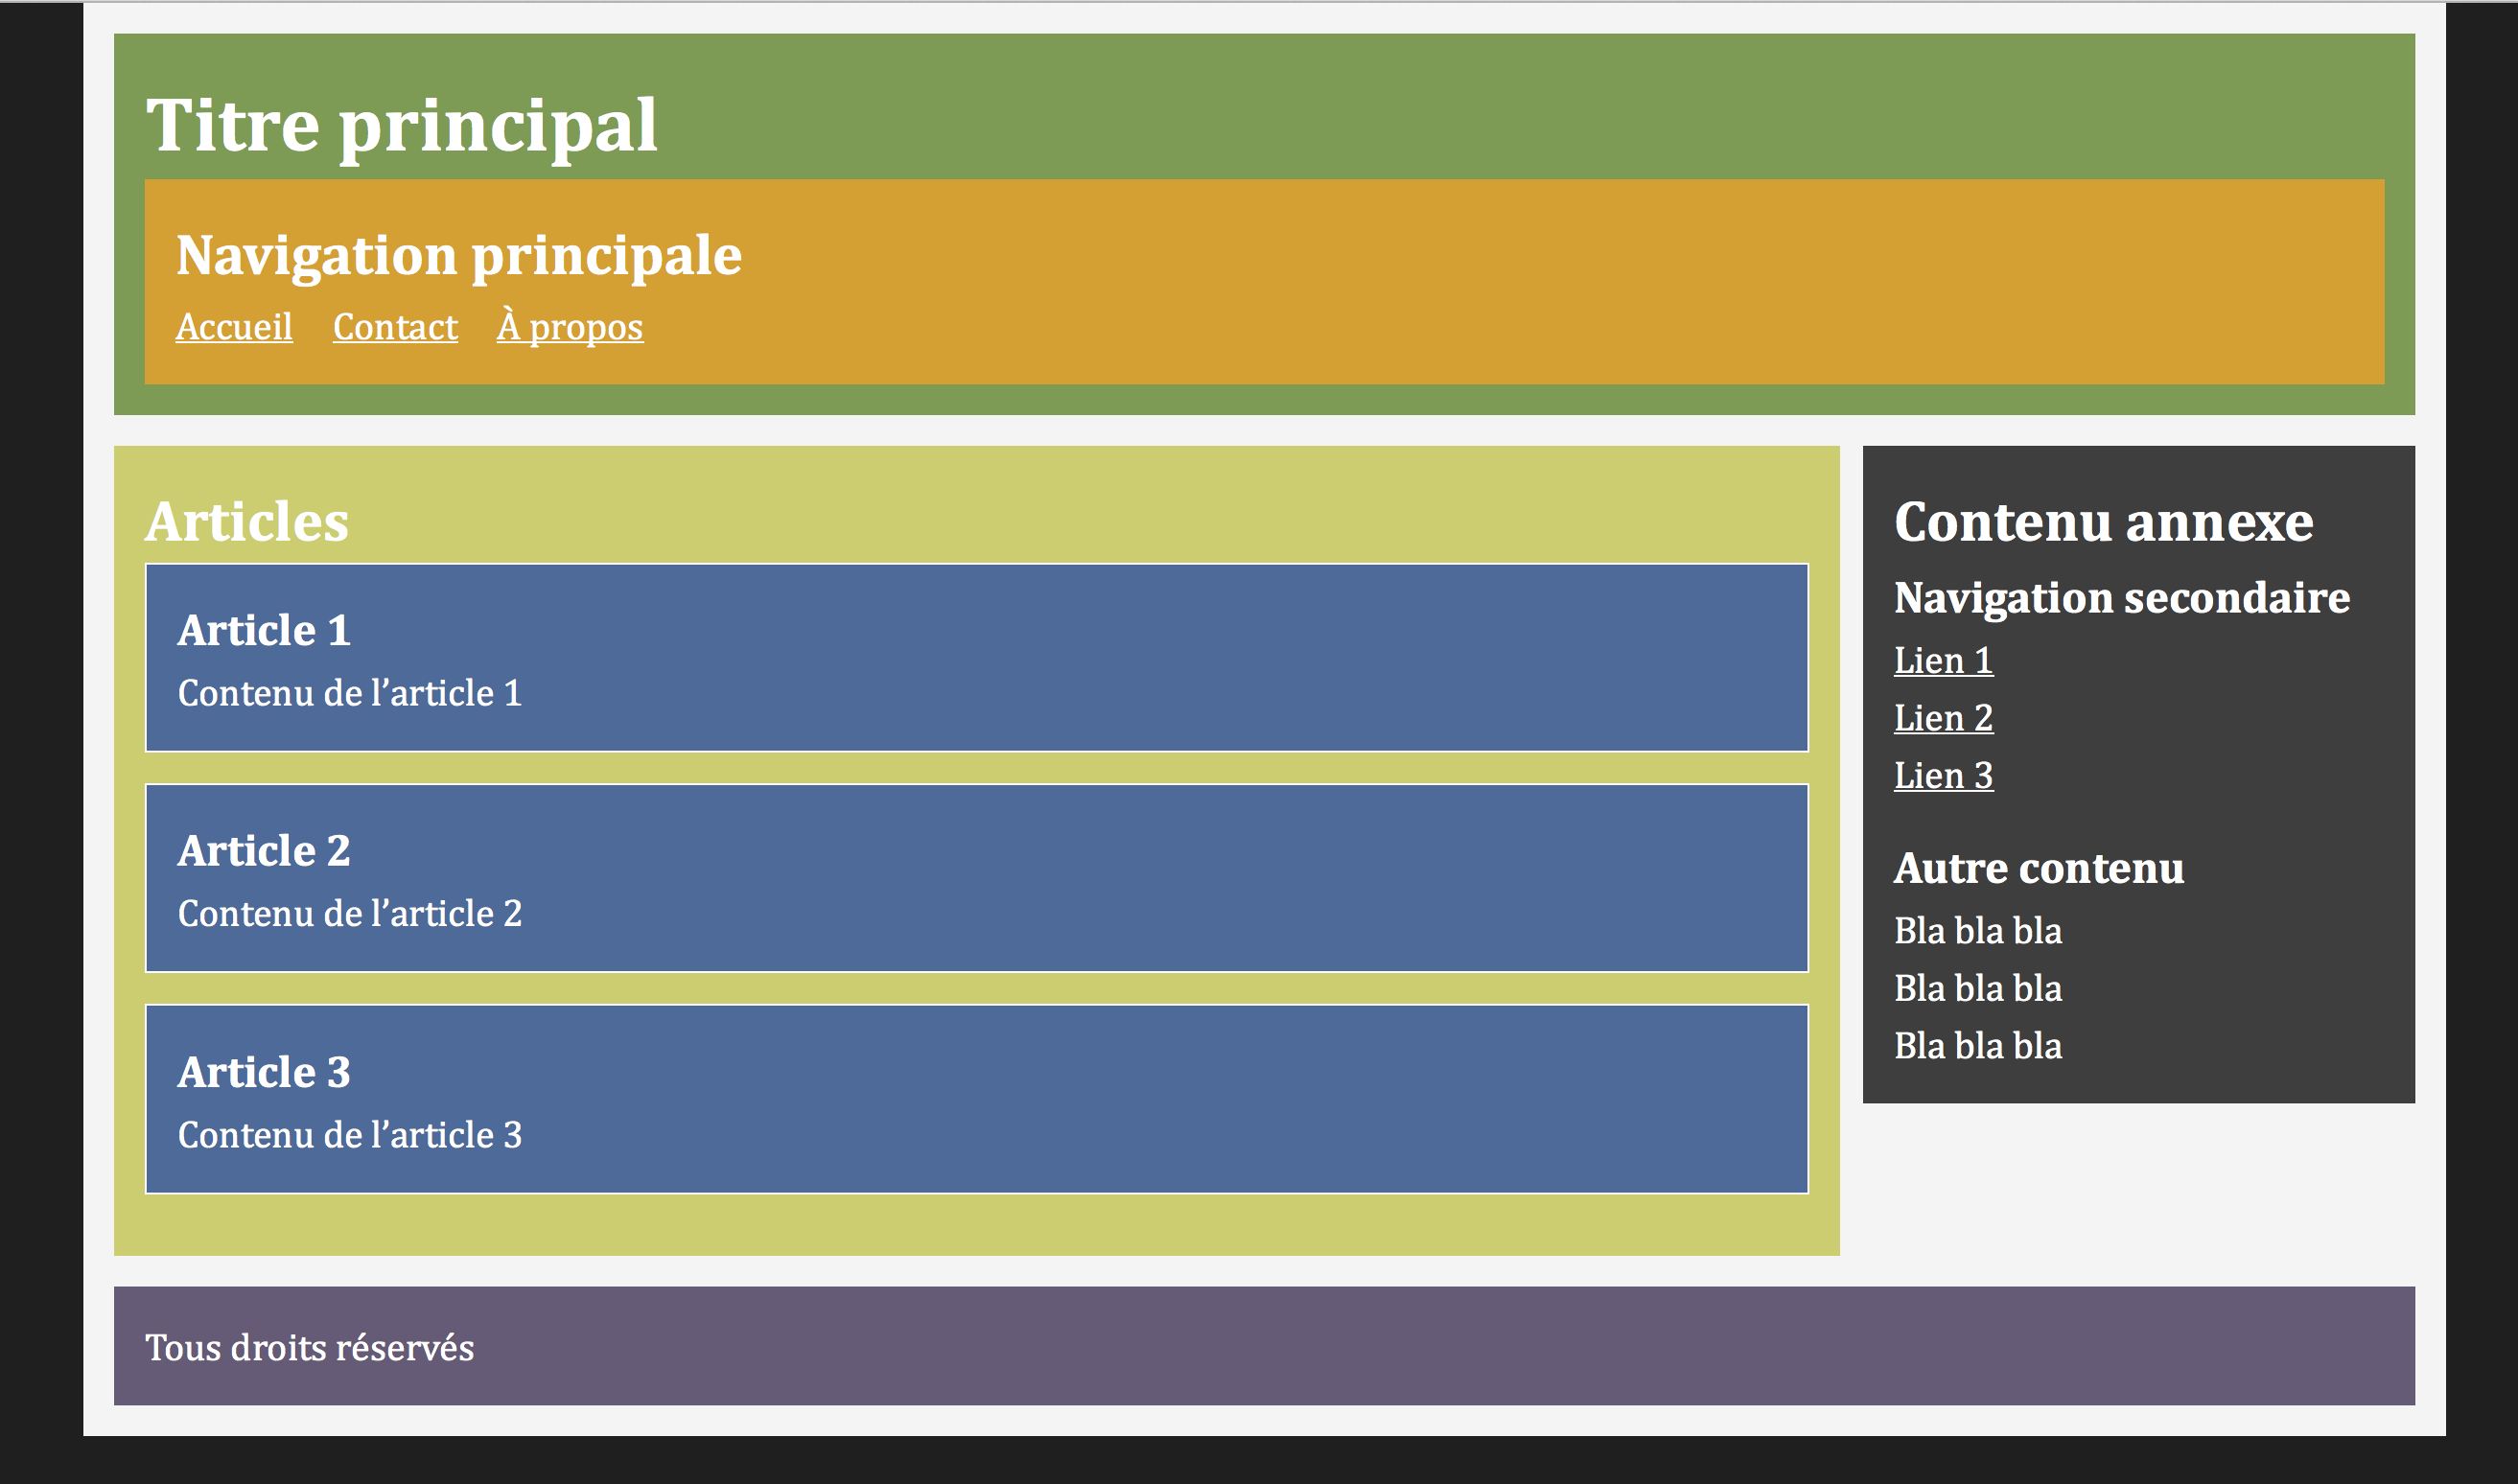 Titre principal
Navigation principale
Accueil Contact À propos
Articles
Article 1
Contenu de l’article 1
Article 2
Contenu de l’article 2
Article 3
Contenu de l’article 3
Contenu annexe
Navigation secondaire
Lien 1
Lien 2
Lien 3
Autre contenu
Bla bla bla
Bla bla bla
Bla bla bla
Tous droits réservés